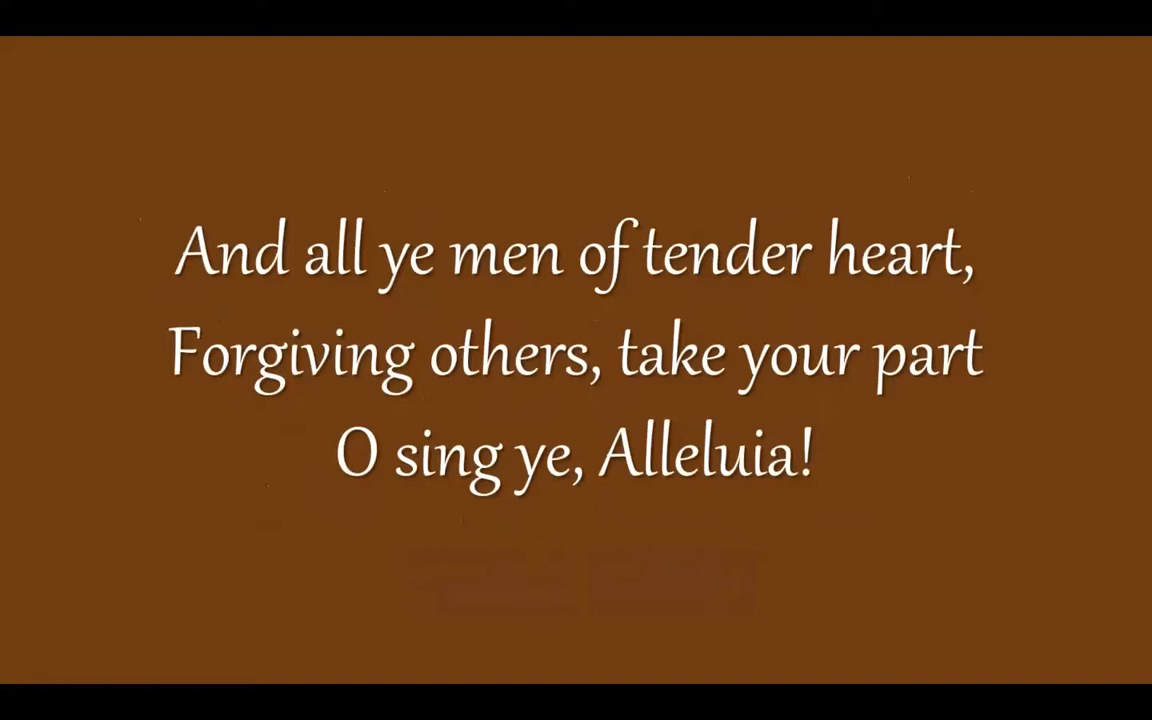 And all ye men of tender heart,
Forgiving others, take your part
O sing ye, Alleluia!